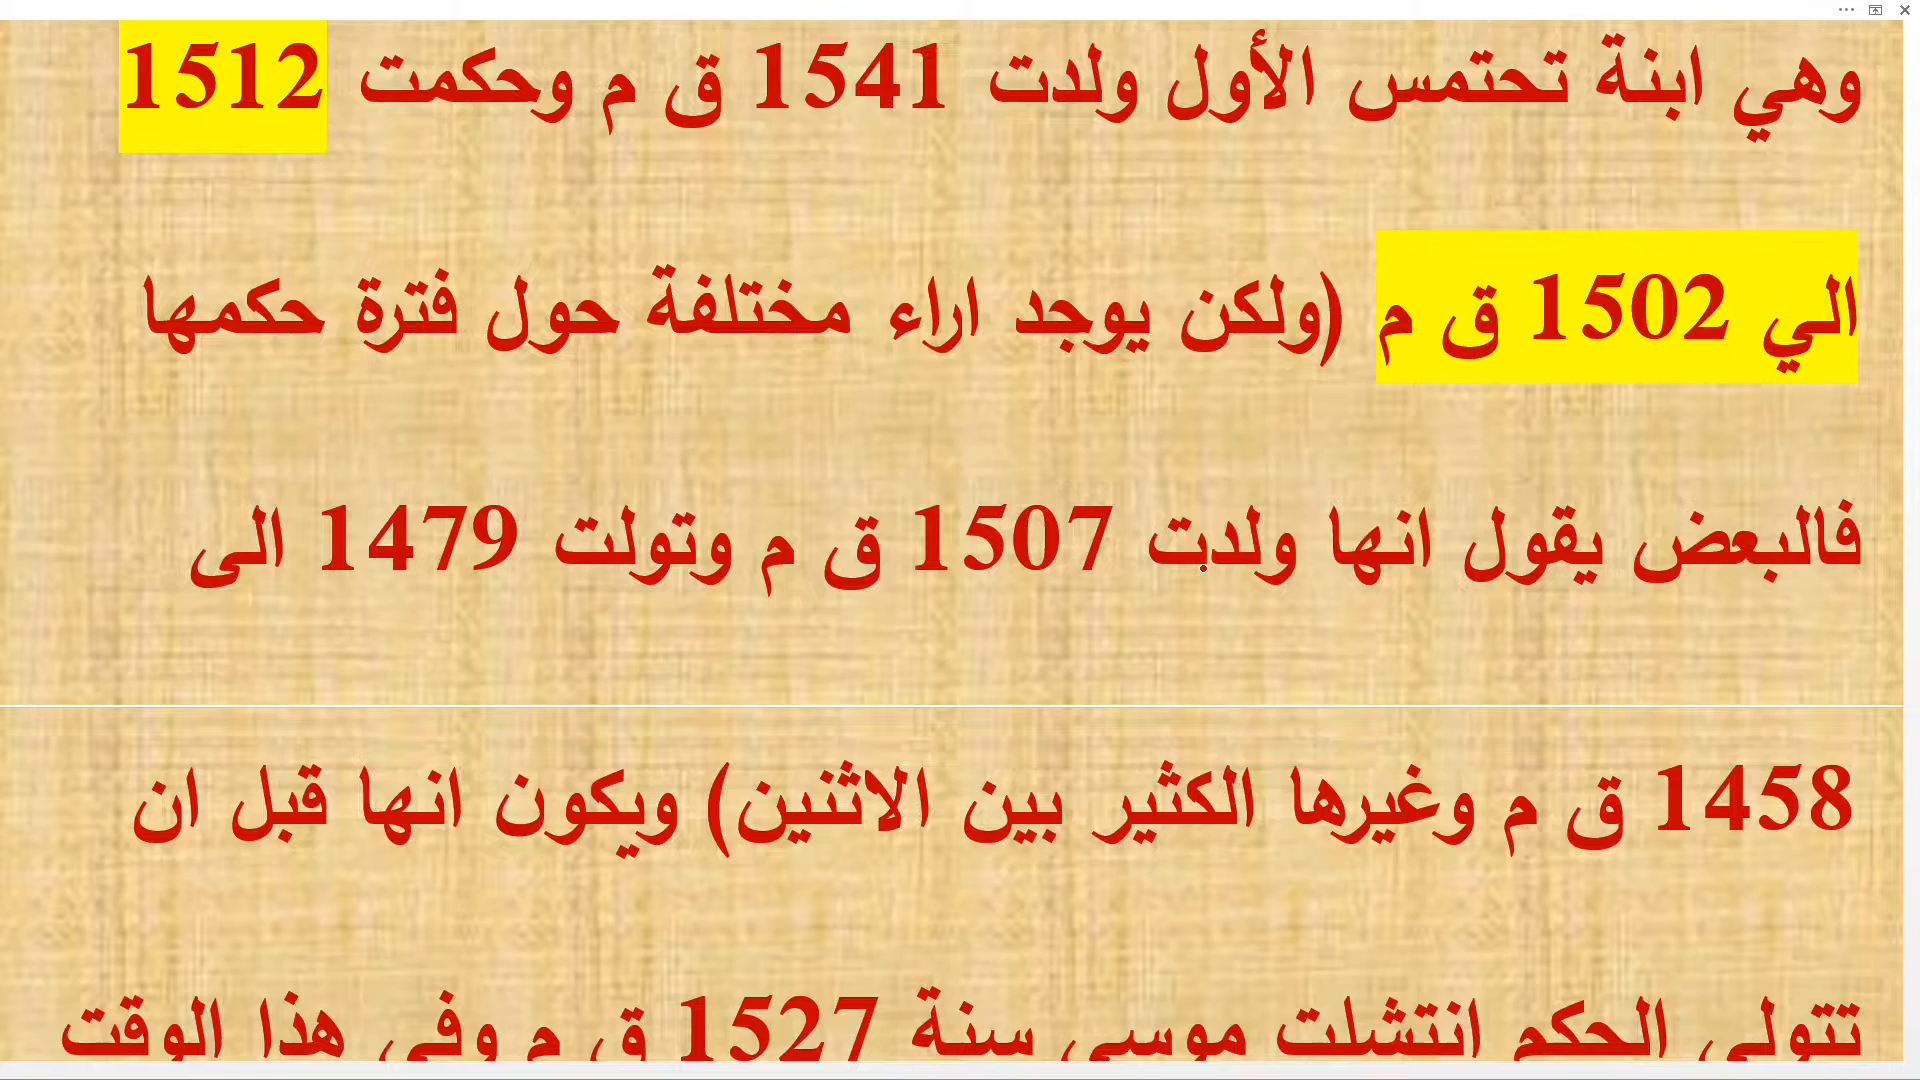 وهي ابنة تحتمس الأول ولدت 1541 ق م وحكمت 1512
الي 1502 ق م (ولكن يوجد اراء مختلفة حول فترة حكمها
فالبعض يقول انها ولدت 1507 ق م وتولت 1479 الى
1458 ق م وغيرها الكثير بين الاثنين) ويكون انها قبل ان
تتولى الحكم انتشلت موسى سنة 1527 ق م وفي هذا الوقت